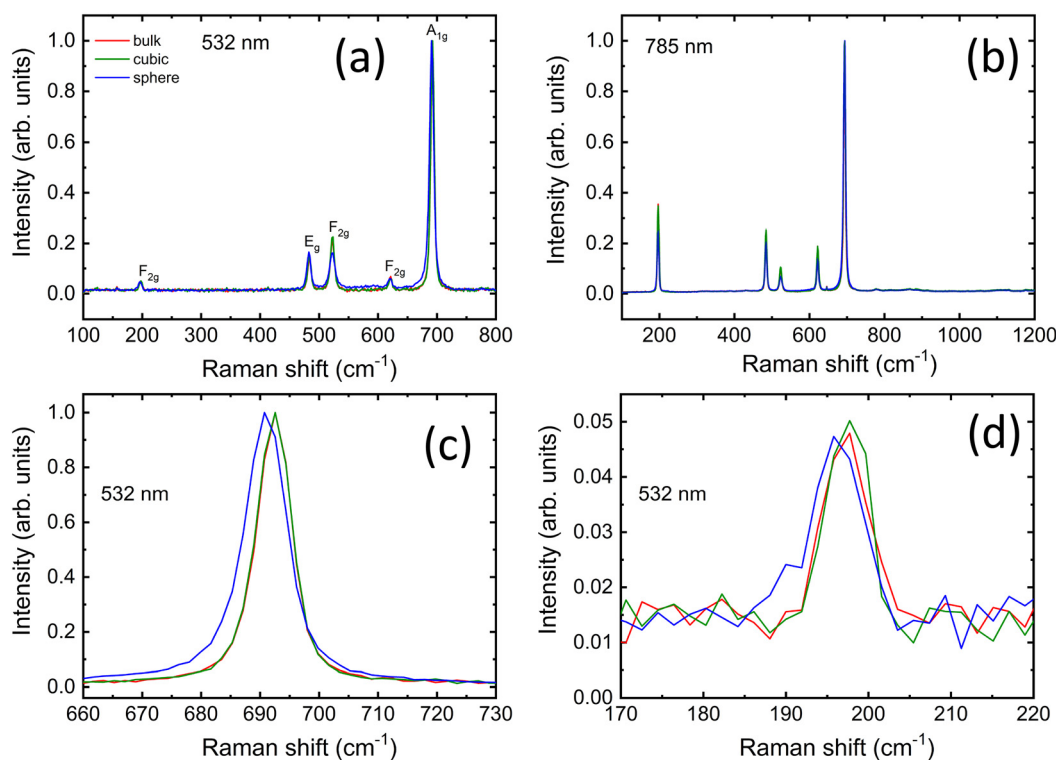 (a)
532 nm
bulk
cubic
sphere
A1g
F2g
Eg
F2g
F2g
Intensity (arb. units)
1.0
0.8
0.6
0.4
0.2
0.0
100 200 300 400 500 600 700 800
Raman shift (cm-1)
(b)
785 nm
Intensity (arb. units)
1.0
0.8
0.6
0.4
0.2
0.0
200 400 600 800 1000 1200
Raman shift (cm-1)
(c)
532 nm
Intensity (arb. units)
1.0
0.8
0.6
0.4
0.2
0.0
660 670 680 690 700 710 720 730
Raman shift (cm-1)
(d)
532 nm
Intensity (arb. units)
0.05
0.04
0.03
0.02
0.01
0.00
170 180 190 200 210 220
Raman shift (cm-1)